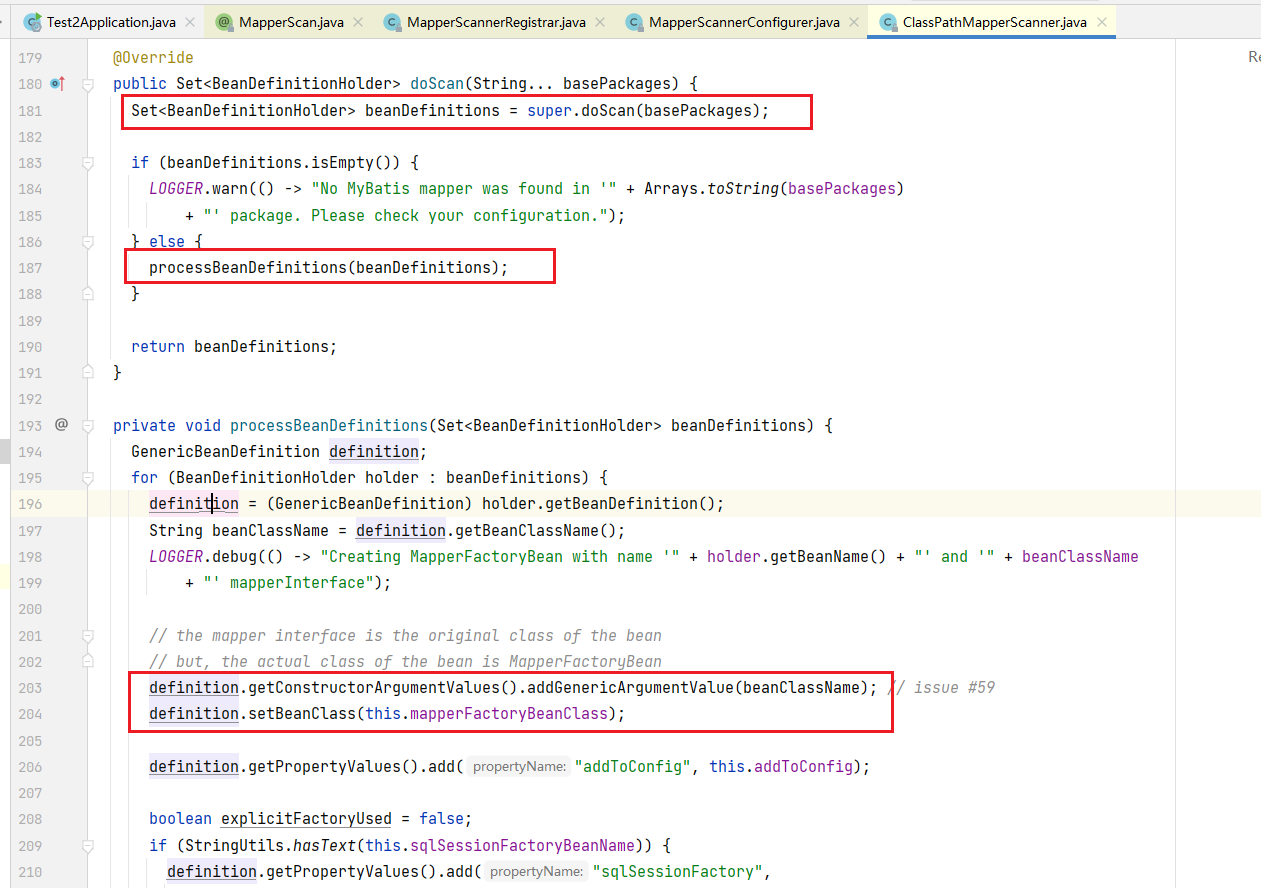 Test2Application.java MapperScan.java MapperScannerRegistrar.java MapperScannerConfigurer.java ClassPathMapperScanner.java
179 @Override
180 public Set<BeanDefinitionHolder> doScan(String... basePackages) {
181 Set<BeanDefinitionHolder> beanDefinitions = super.doScan(basePackages);
182
183 if (beanDefinitions.isEmpty()) {
184 LOGGER.warn(() -> "No MyBatis mapper was found in '" + Arrays.toString(basePackages)
185 + "' package. Please check your configuration.");
186 } else {
187 processBeanDefinitions(beanDefinitions);
188 }
189
190 return beanDefinitions;
191 }
192
193 @ private void processBeanDefinitions(Set<BeanDefinitionHolder> beanDefinitions) {
194 GenericBeanDefinition definition;
195 for (BeanDefinitionHolder holder : beanDefinitions) {
196 definition = (GenericBeanDefinition) holder.getBeanDefinition();
197 String beanClassName = definition.getBeanClassName();
198 LOGGER.debug(() -> "Creating MapperFactoryBean with name '" + holder.getBeanName() + "' and '" + beanClassName
199 + "' mapperInterface");
200
201 // the mapper interface is the original class of the bean
202 // but, the actual class of the bean is MapperFactoryBean
203 definition.getConstructorArgumentValues().addGenericArgumentValue(beanClassName); // issue #59
204 definition.setBeanClass(this.mapperFactoryBeanClass);
205
206 definition.getPropertyValues().add( propertyName: "addToConfig", this.addToConfig);
207
208 boolean explicitFactoryUsed = false;
209 if (StringUtils.hasText(this.sqlSessionFactoryBeanName)) {
210 definition.getPropertyValues().add( propertyName: "sqlSessionFactory",